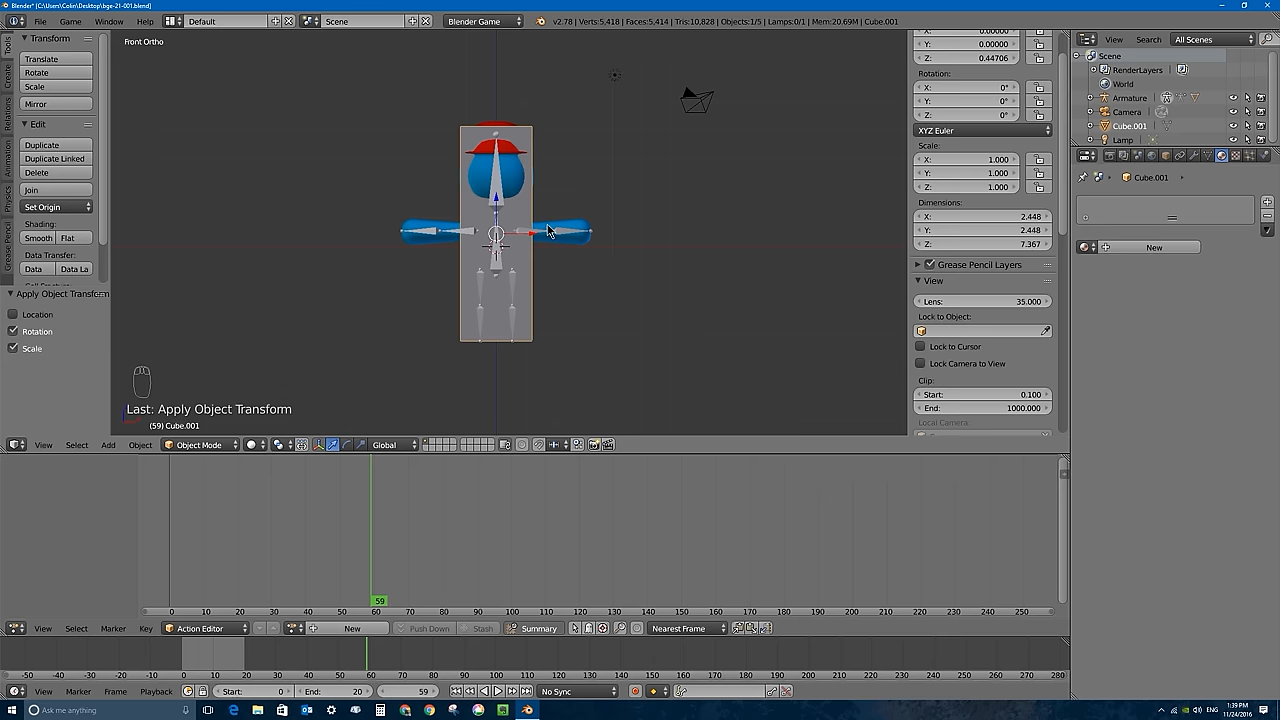 Blender* [C:\Users\Colin\Desktop\bge-21-001.blend]
File Game Window Help Default Scene Blender Game v2.78 | Verts:5,418 | Faces:5,414 | Tris:10,828 | Objects:1/5 | Lamps:0/1 | Mem:20.69M | Cube.001
View Search All Scenes
Tools
Create
Relations
Animation
Physics
Grease Pencil
Transform
Translate
Rotate
Scale
Mirror
Edit
Duplicate
Duplicate Linked
Delete
Join
Set Origin
Shading:
Smooth Flat
Data Transfer:
Data Data La
Apply Object Transform
Location
Rotation
Scale
Front Ortho
Last: Apply Object Transform
(59) Cube.001
Y: 0.00000
Z: 0.44706
Rotation:
X: 0°
Y: 0°
Z: 0°
XYZ Euler
Scale:
X: 1.000
Y: 1.000
Z: 1.000
Dimensions:
X: 2.448
Y: 2.448
Z: 7.367
Grease Pencil Layers
View
Lens: 35.000
Lock to Object:
Lock to Cursor
Lock Camera to View
Clip:
Start: 0.100
End: 1000.000
Local Camera:
Scene
RenderLayers
World
Armature
Camera
Cube.001
Lamp
Cube.001
New
View Select Add Object Object Mode Global
59
0 10 20 30 40 50 60 70 80 90 100 110 120 130 140 150 160 170 180 190 200 210 220 230 240 250
View Select Marker Key Action Editor New Push Down Stash Summary Nearest Frame
-50 -40 -30 -20 -10 0 10 20 30 40 50 60 70 80 90 100 110 120 130 140 150 160 170 180 190 200 210 220 230 240 250 260 270 280
View Marker Frame Playback Start: 0 End: 20 59 No Sync
Ask me anything
ENG
1:39 PM
11/24/2016